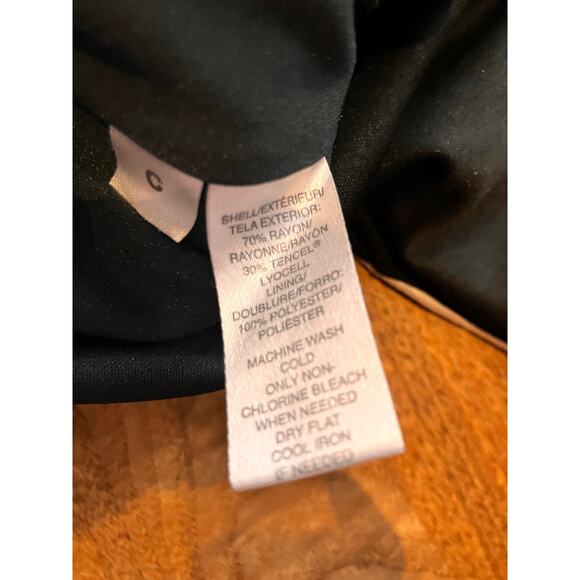 C
SHELL/EXTÉRIEUR/
TELA EXTERIOR:
70% RAYON/
RAYONNE/RAYÓN
30% TENCEL®
LYOCELL
LINING/
DOUBLURE/FORRO:
100% POLYESTER/
POLIÉSTER
MACHINE WASH
COLD
ONLY NON-
CHLORINE BLEACH
WHEN NEEDED
DRY FLAT
COOL IRON
IF NEEDED